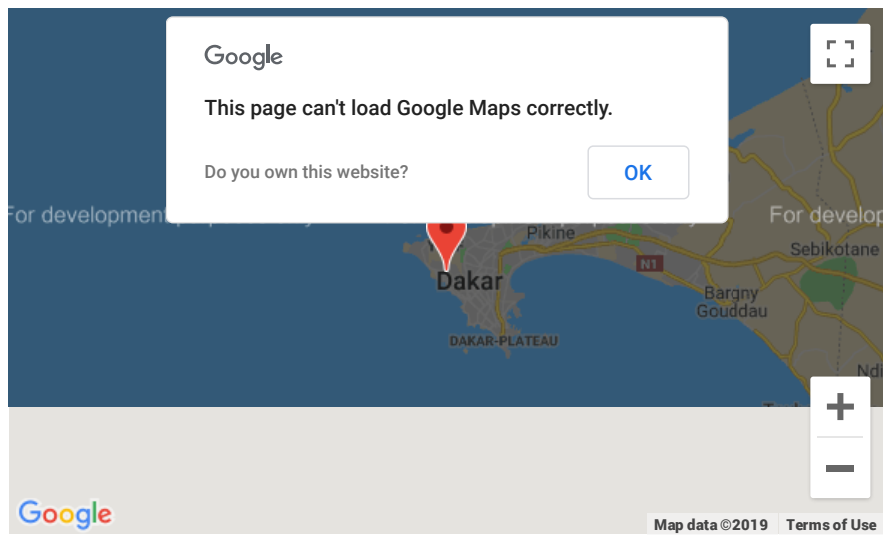 Google
This page can't load Google Maps correctly.
Do you own this website?
OK
For development
For develop
Pikine
Sebikotane
N1
Dakar
Bargny
Gouddau
DAKAR-PLATEAU
Ndi
Google
Map data ©2019
Terms of Use